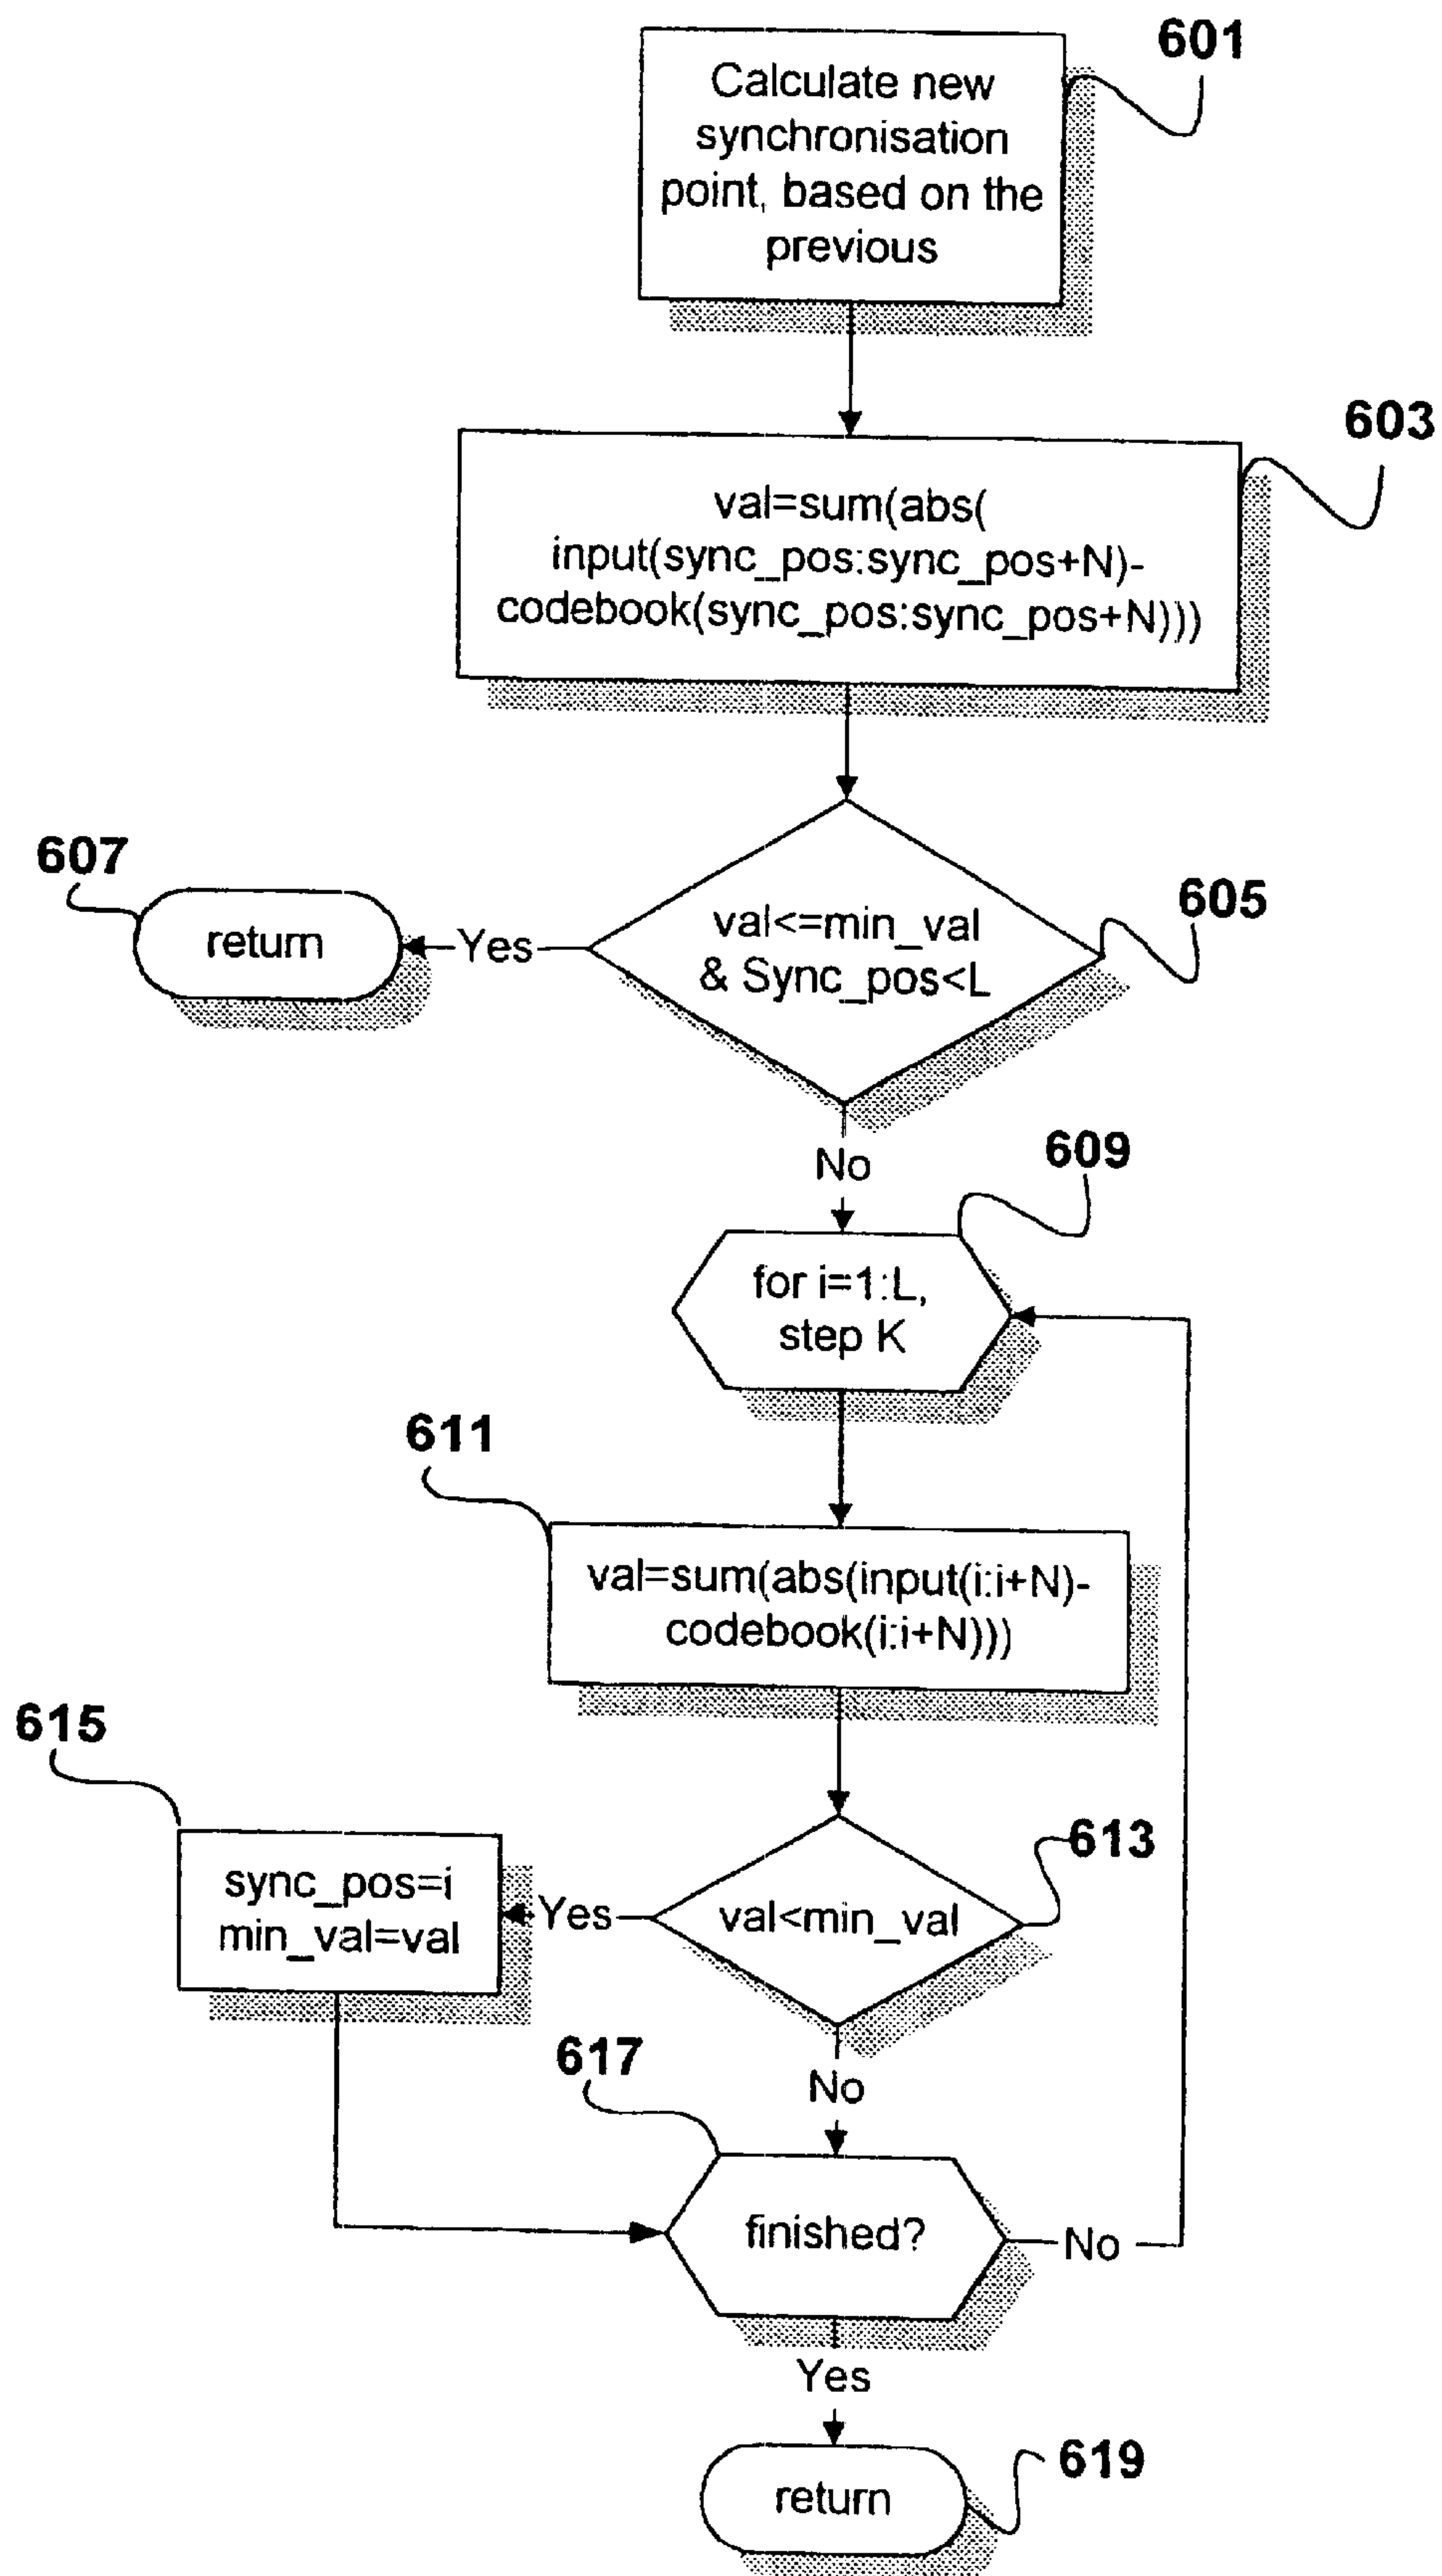 601
Calculate new
synchronisation
point, based on the
previous
603
val=sum(abs(
input(sync_pos:sync_pos+N)-
codebook(sync_pos:sync_pos+N)))
607
return
Yes
val<=min_val
& Sync_pos<L
605
No
609
for i=1:L,
step K
611
val=sum(abs(input(i:i+N)-
codebook(i:i+N)))
615
sync_pos=i
min_val=val
Yes
val<min_val
613
617
No
finished?
No
Yes
return
619